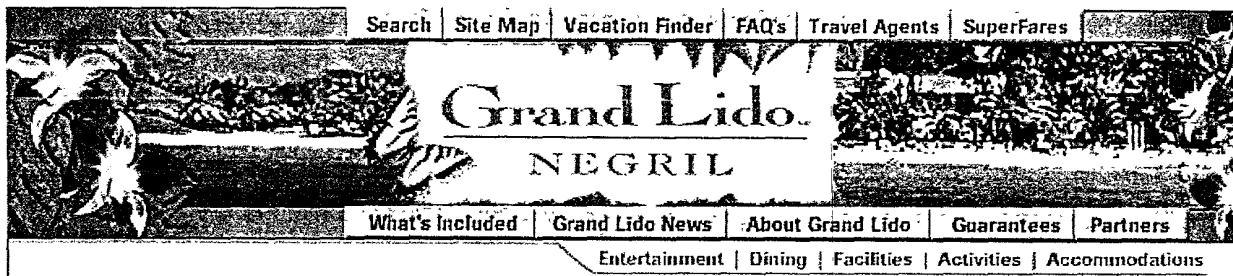 Search | Site Map | Vacation Finder | FAQ's | Travel Agents | SuperFares
Grand Lido
NEGRIL
What's Included | Grand Lido News | About Grand Lido | Guarantees | Partners
Entertainment | Dining | Facilities | Activities | Accommodations